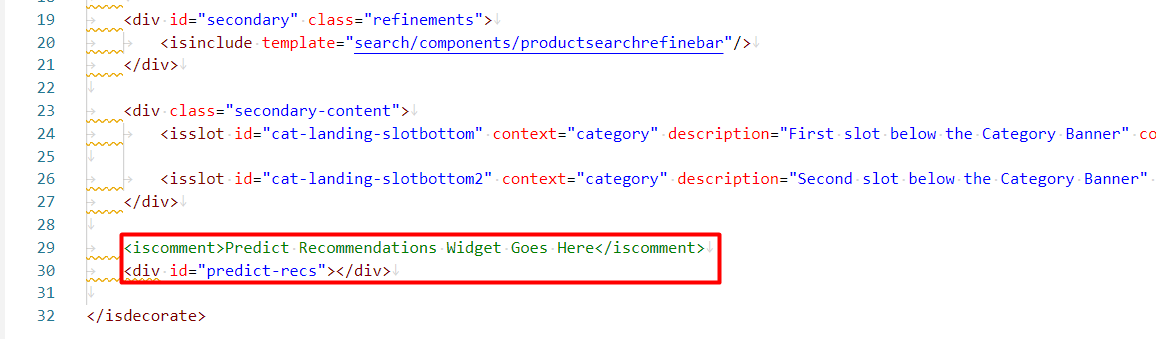 19 <div id="secondary" class="refinements">
20 <isinclude template="search/components/productsearchrefinebar"/>
21 </div>
22
23 <div class="secondary-content">
24 <isslot id="cat-landing-slotbottom" context="category" description="First slot below the Category Banner" co
25
26 <isslot id="cat-landing-slotbottom2" context="category" description="Second slot below the Category Banner"
27 </div>
28
29 <iscomment>Predict Recommendations Widget Goes Here</iscomment>
30 <div id="predict-recs"></div>
31
32 </isdecorate>